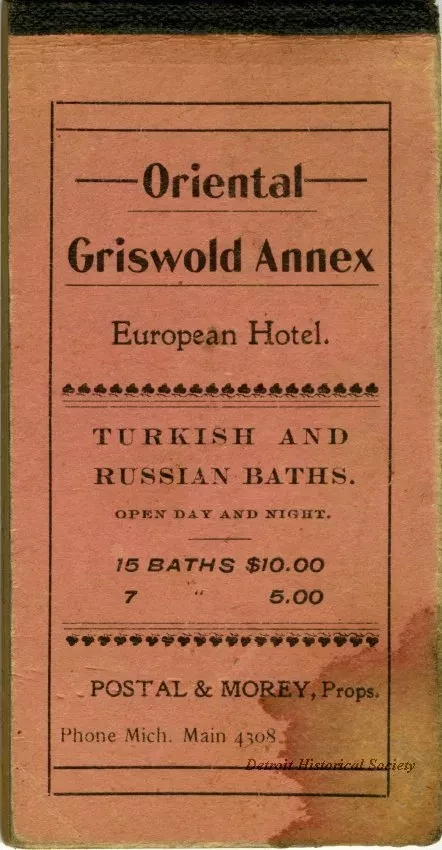 Oriental
Griswold Annex
European Hotel.
TURKISH AND
RUSSIAN BATHS.
OPEN DAY AND NIGHT.
15 BATHS $10.00
7 " 5.00
POSTAL & MOREY, Props.
Phone Mich. Main 4308
Detroit Historical Society